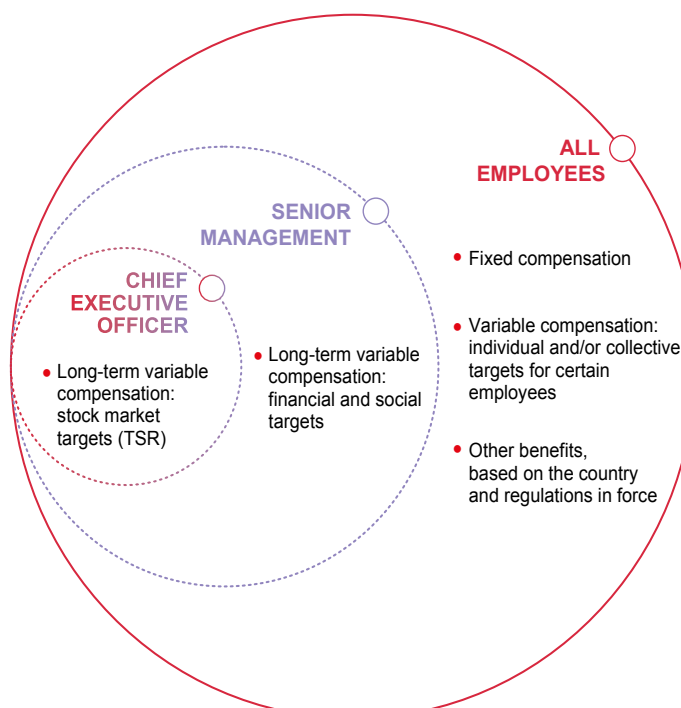 ALL
EMPLOYEES
SENIOR
MANAGEMENT
CHIEF
EXECUTIVE
OFFICER
Long-term variable
compensation:
stock market
targets (TSR)
Long-term variable
compensation:
financial and social
targets
Fixed compensation
Variable compensation:
individual and/or collective
targets for certain
employees
Other benefits,
based on the country
and regulations in force